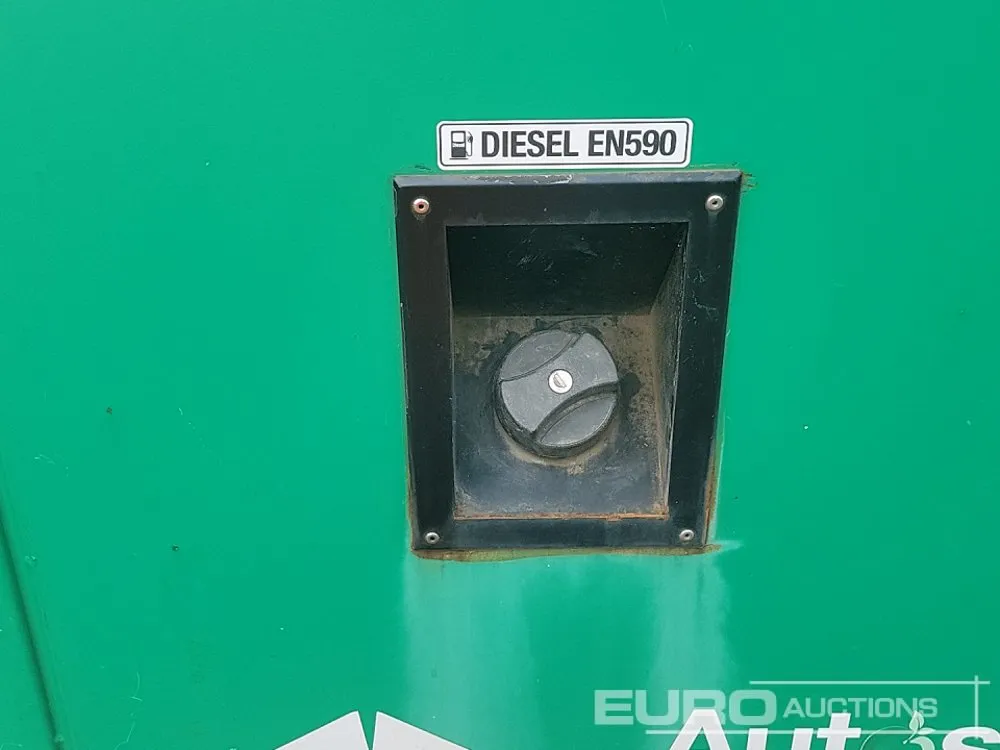 DIESEL EN590
EURO AUCTIONS